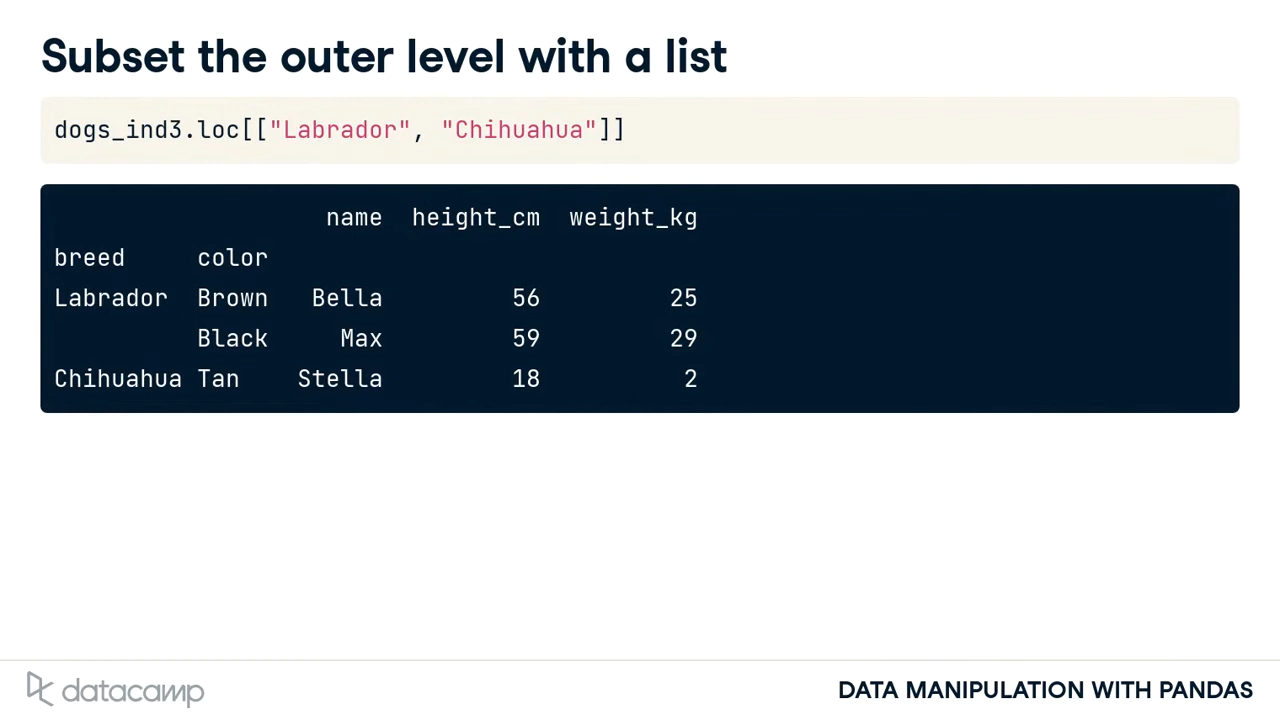 Subset the outer level with a list
dogs_ind3.loc[["Labrador", "Chihuahua"]]
name height_cm weight_kg
breed color
Labrador Brown Bella 56 25
Black Max 59 29
Chihuahua Tan Stella 18 2
datacamp
DATA MANIPULATION WITH PANDAS